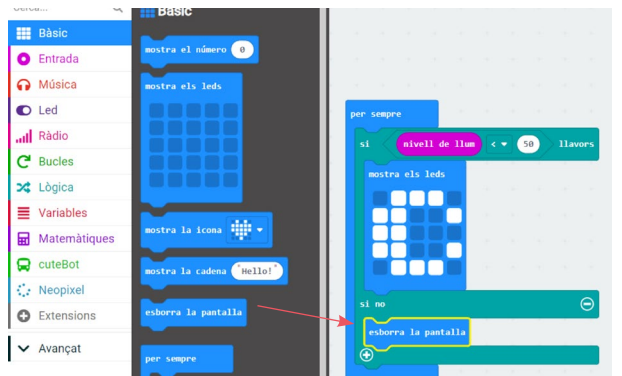 Cerca...
Bàsic
Entrada
Música
Led
Ràdio
Bucles
Lògica
Variables
Matemàtiques
cuteBot
Neopixel
Extensions
Avançat
Bàsic
mostra el número 0
mostra els leds
mostra la icona
mostra la cadena "Hello!"
esborra la pantalla
per sempre
per sempre
si nivell de llum < 50 llavors
mostra els leds
si no
esborra la pantalla